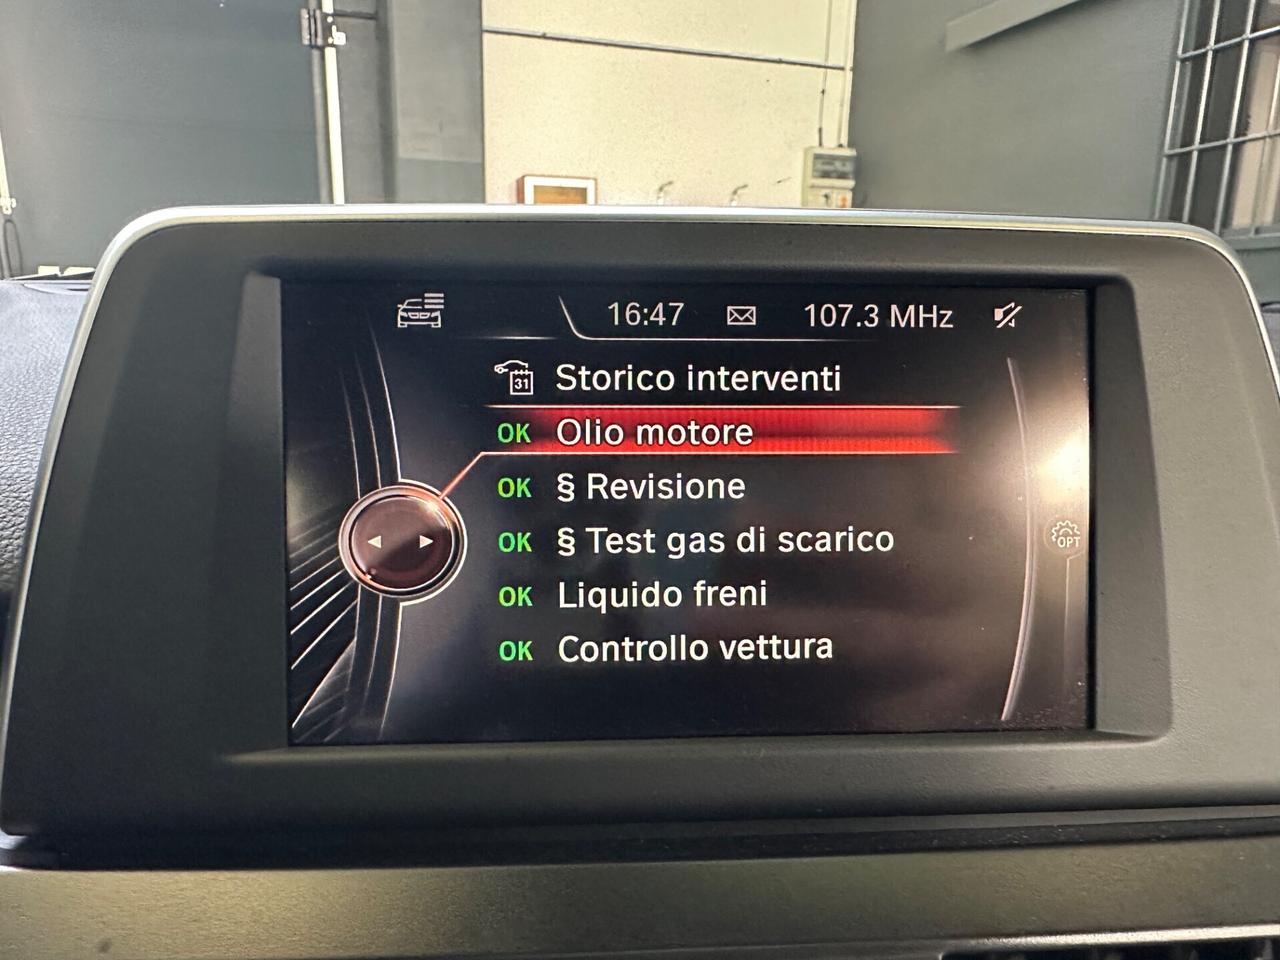 16:47 107.3 MHz
31 Storico interventi
OK Olio motore
OK § Revisione
OK § Test gas di scarico
OPT
OK Liquido freni
OK Controllo vettura